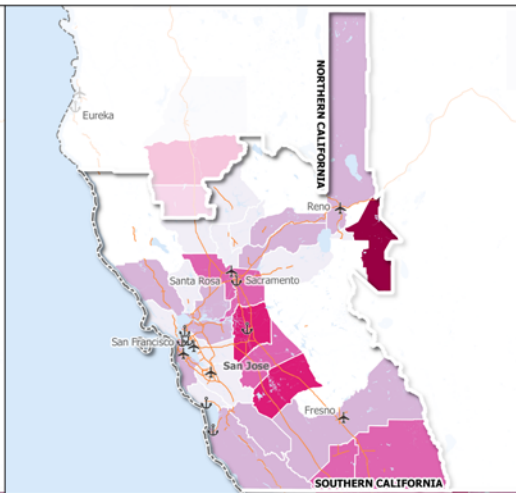 NORTHERN CALIFORNIA
Eureka
Reno
Santa Rosa
Sacramento
San Francisco
San Jose
Fresno
SOUTHERN CALIFORNIA